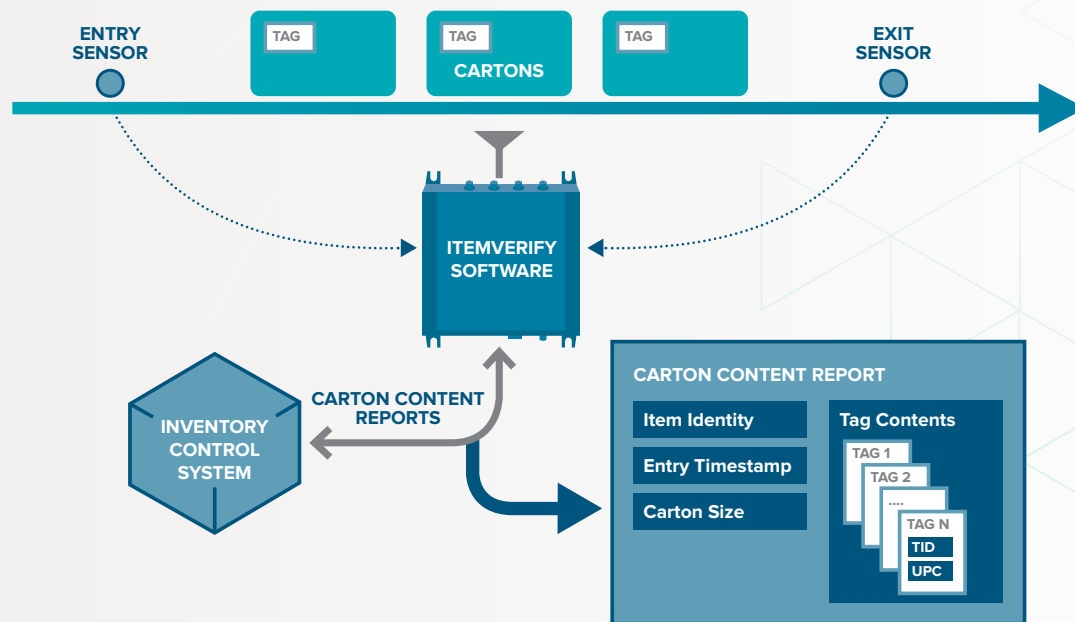 ENTRY
SENSOR
TAG
TAG
CARTONS
TAG
EXIT
SENSOR
ITEMVERIFY
SOFTWARE
INVENTORY
CONTROL
SYSTEM
CARTON CONTENT
REPORTS
CARTON CONTENT REPORT
Item Identity
Entry Timestamp
Carton Size
Tag Contents
TAG 1
TAG 2
....
TAG N
TID
UPC